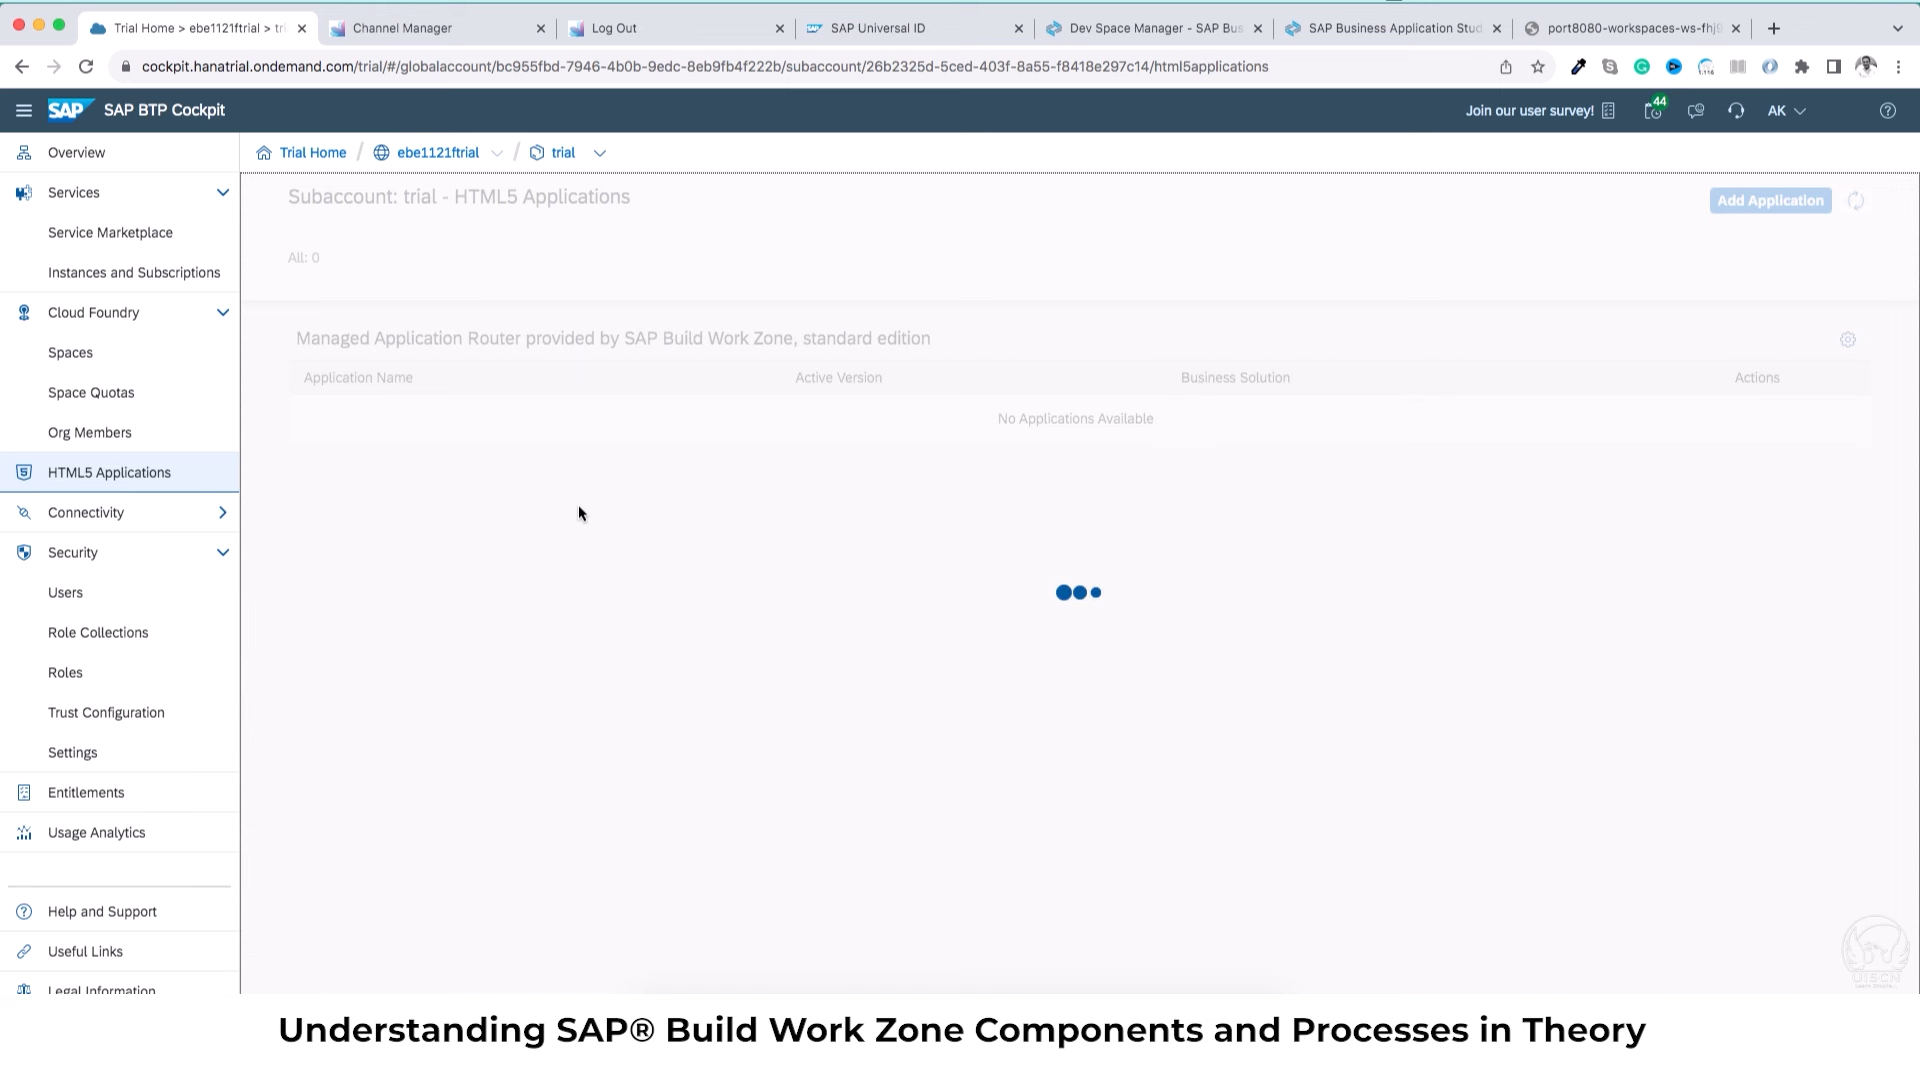 Trial Home > ebe1121ftrial > tri
Channel Manager
Log Out
SAP Universal ID
Dev Space Manager - SAP Bus
SAP Business Application Stud
port8080-workspaces-ws-fhj9
cockpit.hanatrial.ondemand.com/trial/#/globalaccount/bc955fbd-7946-4b0b-9edc-8eb9fb4f222b/subaccount/26b2325d-5ced-403f-8a55-f8418e297c14/html5applications
SAP
SAP BTP Cockpit
Join our user survey!
44
AK
Overview
Trial Home / ebe1121ftrial / trial
Services
Service Marketplace
Instances and Subscriptions
Cloud Foundry
Spaces
Space Quotas
Org Members
HTML5 Applications
Connectivity
Security
Users
Role Collections
Roles
Trust Configuration
Settings
Entitlements
Usage Analytics
Help and Support
Useful Links
Legal Information
Subaccount: trial - HTML5 Applications
Add Application
All: 0
Managed Application Router provided by SAP Build Work Zone, standard edition
Application Name
Active Version
Business Solution
Actions
No Applications Available
Understanding SAP® Build Work Zone Components and Processes in Theory